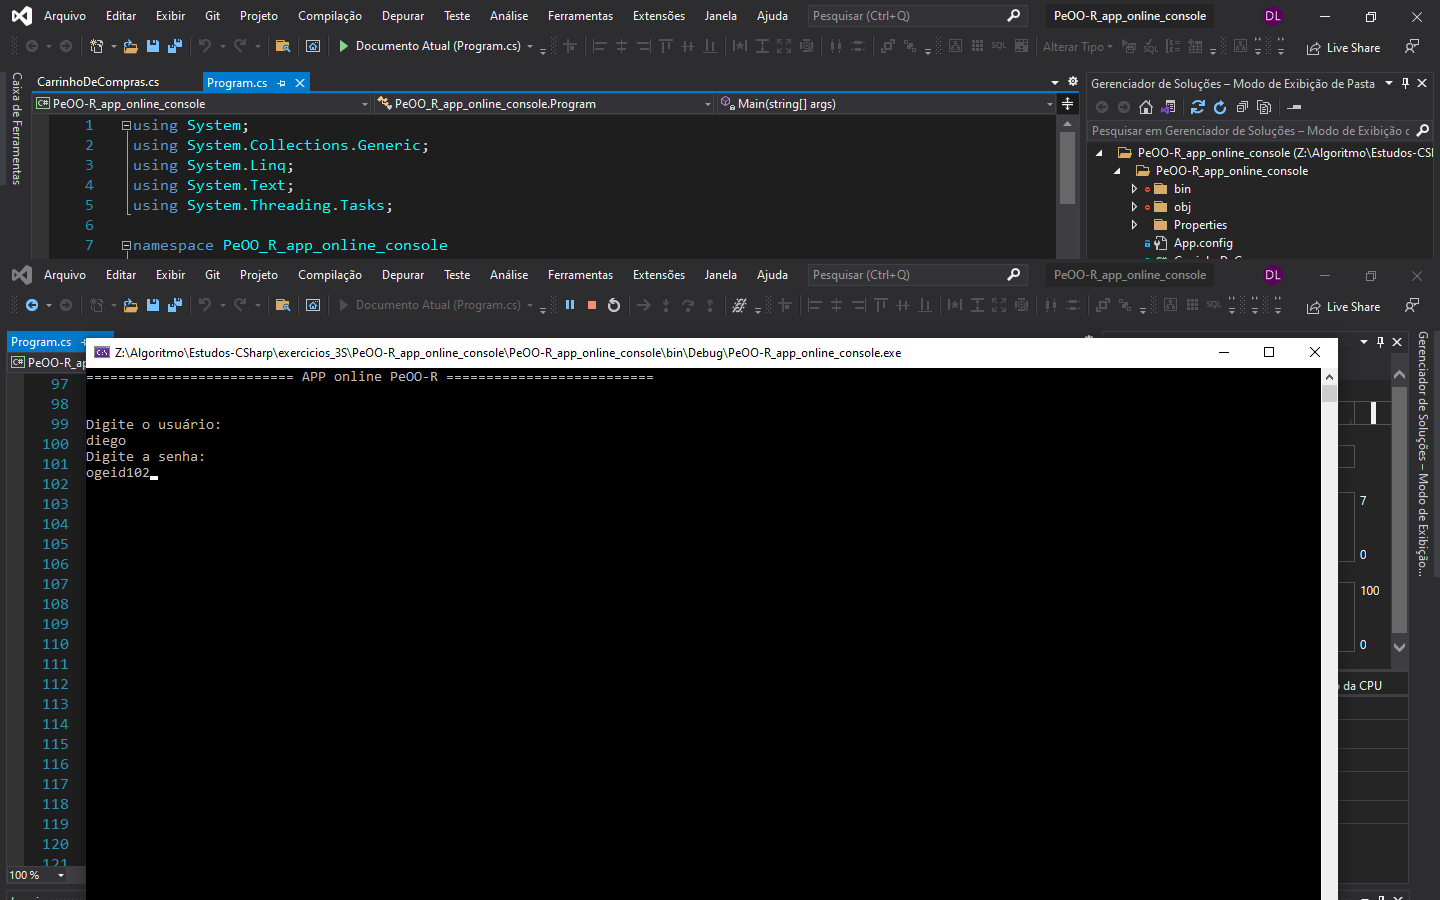 Arquivo Editar Exibir Git Projeto Compilação Depurar Teste Análise Ferramentas Extensões Janela Ajuda Pesquisar (Ctrl+Q) PeOO-R_app_online_console DL
Documento Atual (Program.cs) SQL Alterar Tipo SQL Live Share
Caixa de Ferramentas
CarrinhoDeCompras.cs Program.cs
Gerenciador de Soluções – Modo de Exibição de Pasta
C# PeOO-R_app_online_console PeOO_R_app_online_console.Program Main(string[] args)
Pesquisar em Gerenciador de Soluções – Modo de Exibição
1 using System;
2 using System.Collections.Generic;
3 using System.Linq;
4 using System.Text;
5 using System.Threading.Tasks;
6
7 namespace PeOO_R_app_online_console
PeOO-R_app_online_console (Z:\Algoritmo\Estudos-CSI
PeOO-R_app_online_console
bin
obj
Properties
App.config
Arquivo Editar Exibir Git Projeto Compilação Depurar Teste Análise Ferramentas Extensões Janela Ajuda Pesquisar (Ctrl+Q) PeOO-R_app_online_console DL
Documento Atual (Program.cs) SQL Live Share
Program.cs
C# PeOO-R_ap
Z:\Algoritmo\Estudos-CSharp\exercicios_3S\PeOO-R_app_online_console\PeOO-R_app_online_console\bin\Debug\PeOO-R_app_online_console.exe
========================== APP online PeOO-R ==========================
Digite o usuário:
diego
Digite a senha:
ogeid102
97
98
99
100
101
102
103
104
105
106
107
108
109
110
111
112
113
114
115
116
117
118
119
120
121
100 %
7
0
100
0
da CPU
Gerenciador de Soluções – Modo de Exibição...